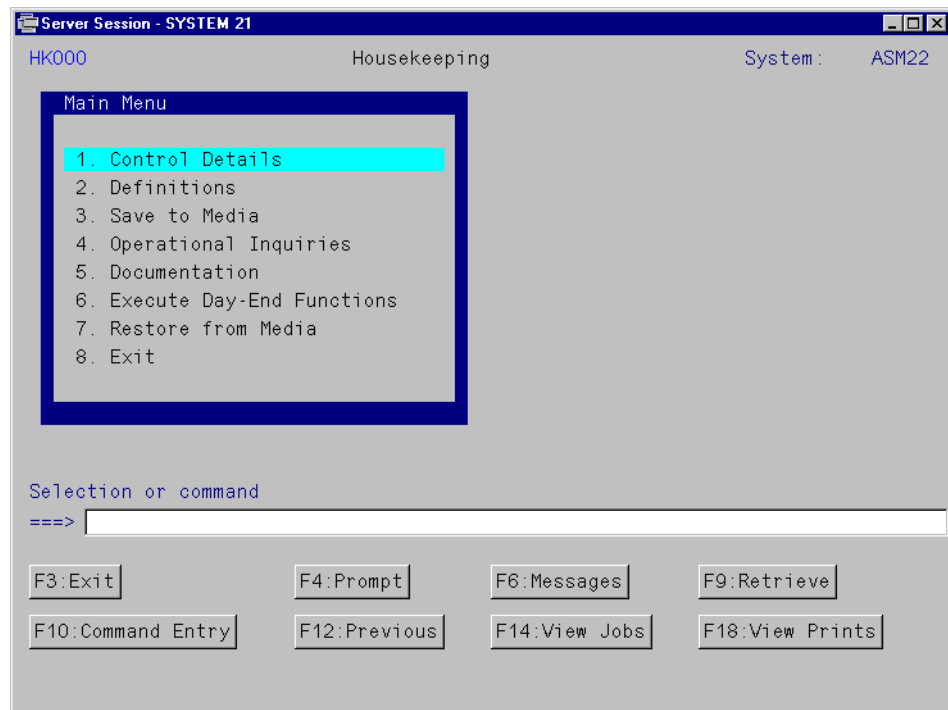 Server Session - SYSTEM 21
HK000 Housekeeping System: ASM22
Main Menu
1. Control Details
2. Definitions
3. Save to Media
4. Operational Inquiries
5. Documentation
6. Execute Day-End Functions
7. Restore from Media
8. Exit
Selection or command
===>
F3:Exit F4:Prompt F6:Messages F9:Retrieve
F10:Command Entry F12:Previous F14:View Jobs F18:View Prints